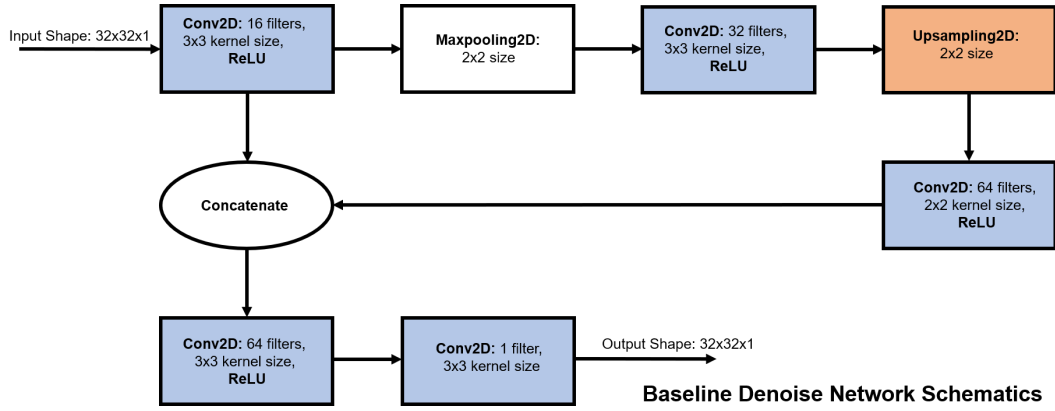 Input Shape: 32x32x1
Conv2D: 16 filters,
3x3 kernel size,
ReLU
Maxpooling2D:
2x2 size
Conv2D: 32 filters,
3x3 kernel size,
ReLU
Upsampling2D:
2x2 size
Concatenate
Conv2D: 64 filters,
2x2 kernel size,
ReLU
Conv2D: 64 filters,
3x3 kernel size,
ReLU
Conv2D: 1 filter,
3x3 kernel size
Output Shape: 32x32x1
Baseline Denoise Network Schematics